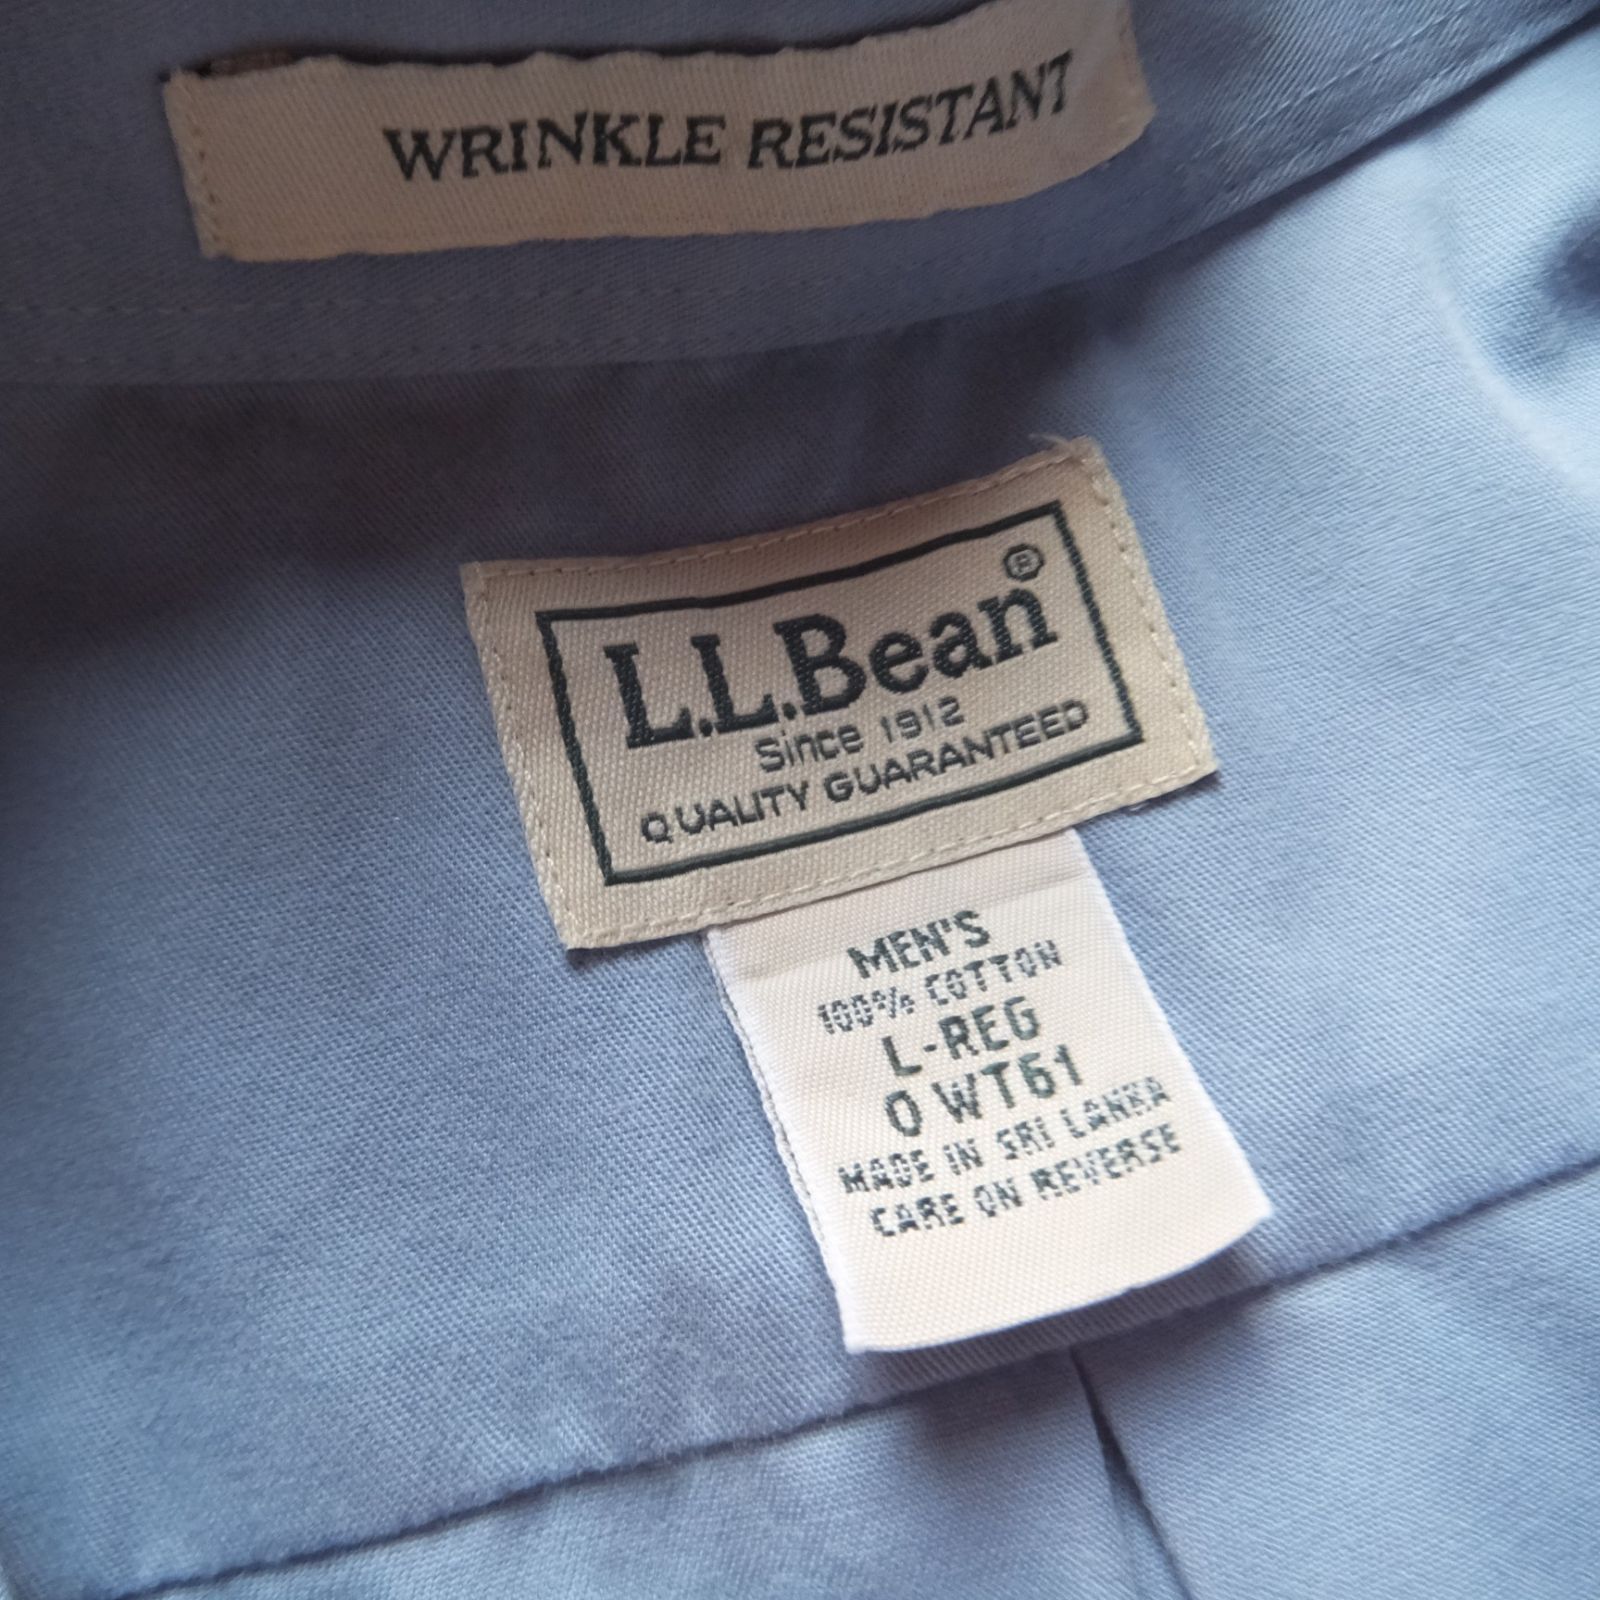 WRINKLE RESISTANT
L.L.Bean®
Since 1912
QUALITY GUARANTEED
MEN'S
100% COTTON
L-REG
0 WT61
MADE IN SRI LANKA
CARE ON REVERSE